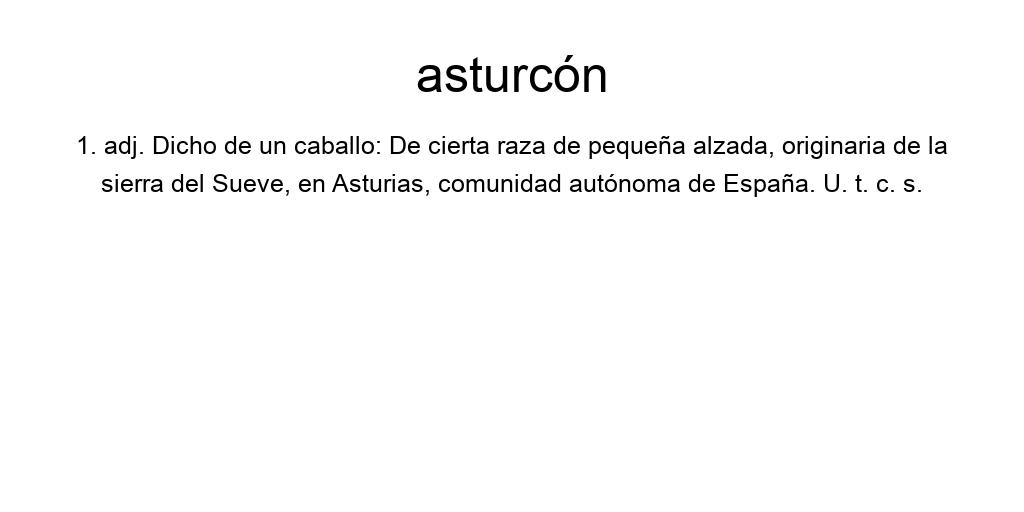 asturcón
1. adj. Dicho de un caballo: De cierta raza de pequeña alzada, originaria de la
sierra del Sueve, en Asturias, comunidad autónoma de España. U. t. c. s.